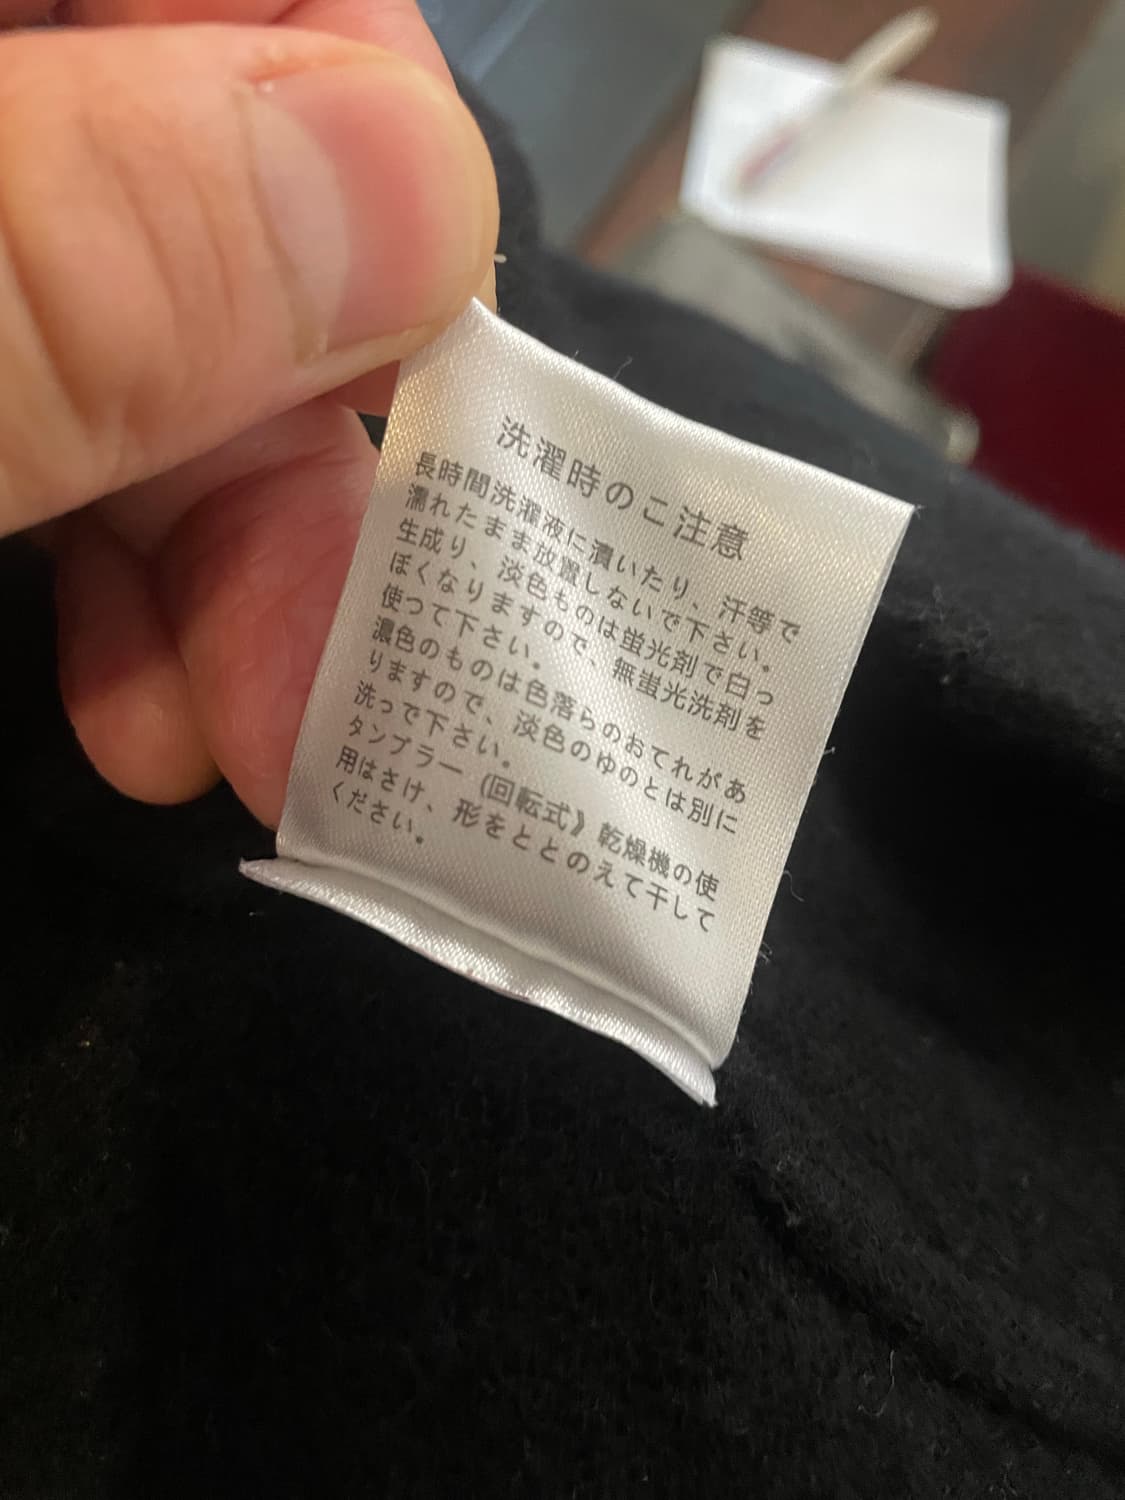 洗濯時のご注意
長時間洗濯液に漬いたり、汗等で
濡れたまま放置しないで下さい。
生成り、淡色ものは蛍光剤で白っ
ぽくなりますので、無蛍光洗剤を
使つて下さい。
濃色のものは色落らのおてれがあ
りますので、淡色のゆのとは別に
洗っで下さい。
タンブラー (回転式》乾燥機の使
用はさけ、形をととのえて干して
ください。